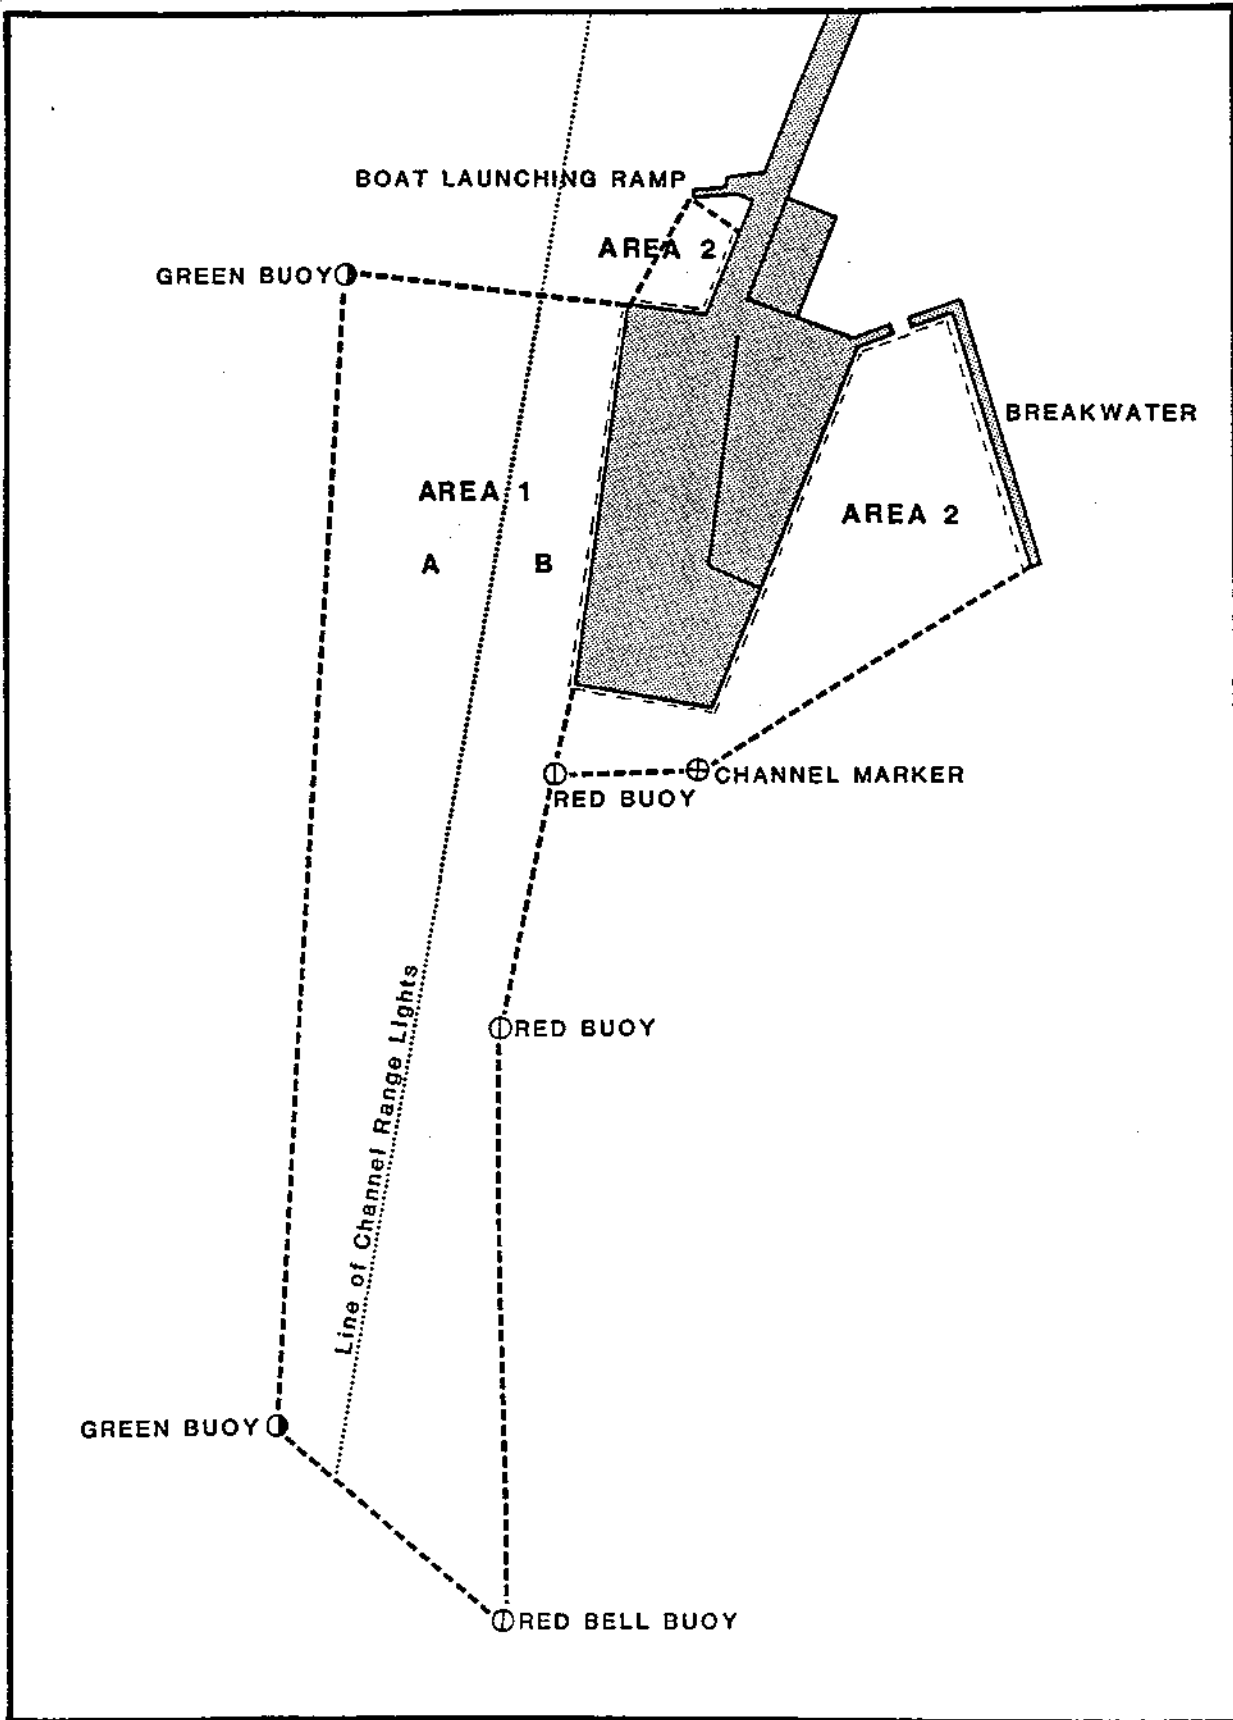 BOAT LAUNCHING RAMP
AREA 2
GREEN BUOY
BREAKWATER
AREA 1
AREA 2
A
B
CHANNEL MARKER
RED BUOY
Line of Channel Range Lights
RED BUOY
GREEN BUOY
RED BELL BUOY